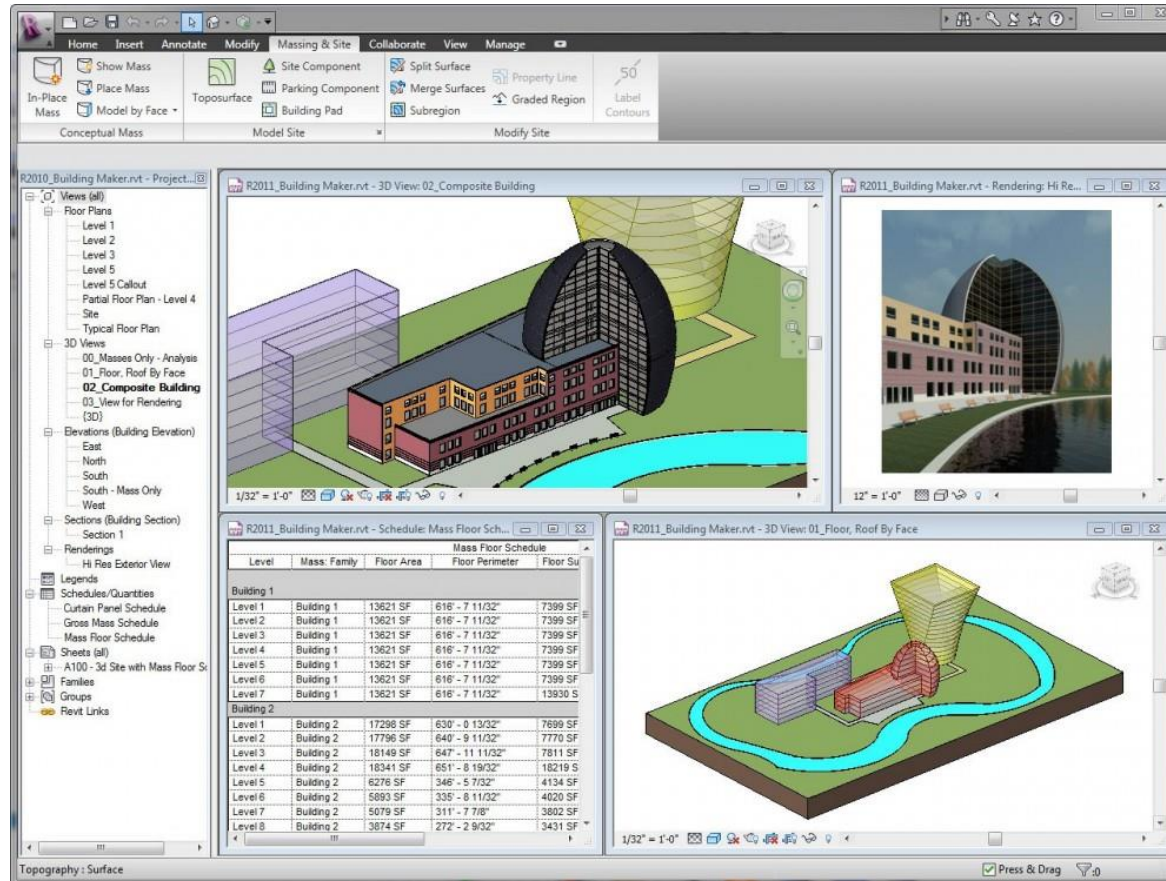 Home Insert Annotate Modify Massing & Site Collaborate View Manage
In-Place Mass
Show Mass
Place Mass
Model by Face
Conceptual Mass
Toposurface
Site Component
Parking Component
Building Pad
Model Site
Split Surface
Merge Surfaces
Subregion
Property Line
Graded Region
50
Label Contours
Modify Site
R2010_Building Maker.rvt - Project...
Views (all)
Floor Plans
Level 1
Level 2
Level 3
Level 5
Level 5 Callout
Partial Floor Plan - Level 4
Site
Typical Floor Plan
3D Views
00_Masses Only - Analysis
01_Floor, Roof By Face
02_Composite Building
03_View for Rendering
{3D}
Elevations (Building Elevation)
East
North
South
South - Mass Only
West
Sections (Building Section)
Section 1
Renderings
Hi Res Exterior View
Legends
Schedules/Quantities
Curtain Panel Schedule
Gross Mass Schedule
Mass Floor Schedule
Sheets (all)
A100 - 3d Site with Mass Floor Sc
Families
Groups
Revit Links
R2011_Building Maker.rvt - 3D View: 02_Composite Building
1/32" = 1'-0"
R2011_Building Maker.rvt - Rendering: Hi Re...
12" = 1'-0"
R2011_Building Maker.rvt - Schedule: Mass Floor Sch...
Mass Floor Schedule
Level Mass: Family Floor Area Floor Perimeter Floor Su
Building 1
Level 1 Building 1 13621 SF 616' - 7 11/32" 7399 SF
Level 2 Building 1 13621 SF 616' - 7 11/32" 7399 SF
Level 3 Building 1 13621 SF 616' - 7 11/32" 7399 SF
Level 4 Building 1 13621 SF 616' - 7 11/32" 7399 SF
Level 5 Building 1 13621 SF 616' - 7 11/32" 7399 SF
Level 6 Building 1 13621 SF 616' - 7 11/32" 7399 SF
Level 7 Building 1 13621 SF 616' - 7 11/32" 13930 S
Building 2
Level 1 Building 2 17298 SF 630' - 0 13/32" 7699 SF
Level 2 Building 2 17796 SF 640' - 9 11/32" 7770 SF
Level 3 Building 2 18149 SF 647' - 11 11/32" 7811 SF
Level 4 Building 2 18341 SF 651' - 8 19/32" 18219 S
Level 5 Building 2 6276 SF 346' - 5 7/32" 4134 SF
Level 6 Building 2 5893 SF 335' - 8 11/32" 4020 SF
Level 7 Building 2 5079 SF 311' - 7 7/8" 3802 SF
Level 8 Building 2 3874 SF 272' - 2 9/32" 3431 SF
R2011_Building Maker.rvt - 3D View: 01_Floor, Roof By Face
1/32" = 1'-0"
Topography : Surface
Press & Drag
:0